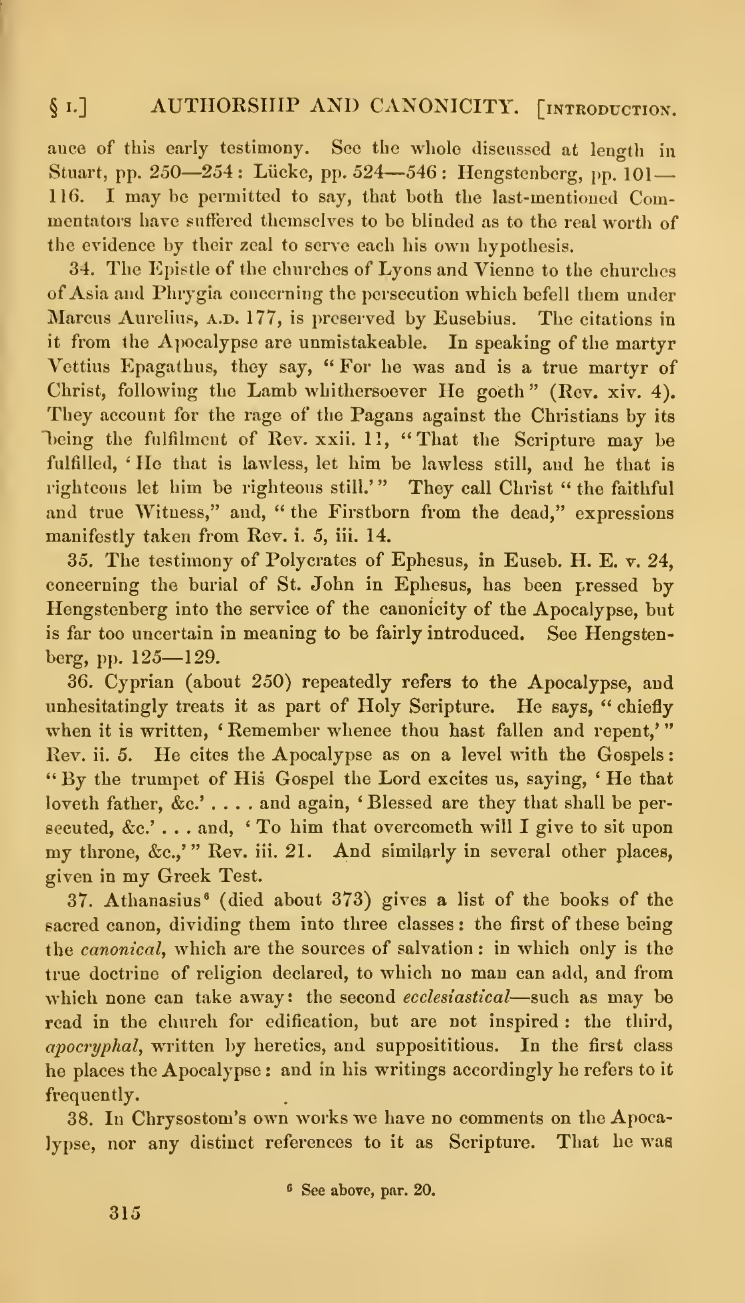 § I.] AUTHORSHIP AND CANONICITY. [INTRODUCTION.
ance of this early testimony. See the whole discussed at length in
Stuart, pp. 250—254: Lücke, pp. 524—546: Hengstenberg, pp. 101—
116. I may be permitted to say, that both the last-mentioned Com-
mentators have suffered themselves to be blinded as to the real worth of
the evidence by their zeal to serve each his own hypothesis.
34. The Epistle of the churches of Lyons and Vienne to the churches
of Asia and Phrygia concerning the persecution which befell them under
Marcus Aurelius, A.D. 177, is preserved by Eusebius. The citations in
it from the Apocalypse are unmistakeable. In speaking of the martyr
Vettius Epagathus, they say, “For he was and is a true martyr of
Christ, following the Lamb whithersoever He goeth” (Rev. xiv. 4).
They account for the rage of the Pagans against the Christians by its
being the fulfilment of Rev. xxii. 11, “That the Scripture may be
fulfilled, ‘He that is lawless, let him be lawless still, and he that is
righteous let him be righteous still.’” They call Christ “the faithful
and true Witness,” and, “the Firstborn from the dead,” expressions
manifestly taken from Rev. i. 5, iii. 14.
35. The testimony of Polycrates of Ephesus, in Euseb. H. E. v. 24,
concerning the burial of St. John in Ephesus, has been pressed by
Hengstenberg into the service of the canonicity of the Apocalypse, but
is far too uncertain in meaning to be fairly introduced. See Hengsten-
berg, pp. 125—129.
36. Cyprian (about 250) repeatedly refers to the Apocalypse, and
unhesitatingly treats it as part of Holy Scripture. He says, “chiefly
when it is written, ‘Remember whence thou hast fallen and repent,’”
Rev. ii. 5. He cites the Apocalypse as on a level with the Gospels:
“By the trumpet of His Gospel the Lord excites us, saying, ‘He that
loveth father, &c.’ . . . . and again, ‘Blessed are they that shall be per-
secuted, &c.’ . . . and, ‘To him that overcometh will I give to sit upon
my throne, &c.,’” Rev. iii. 21. And similarly in several other places,
given in my Greek Test.
37. Athanasius⁶ (died about 373) gives a list of the books of the
sacred canon, dividing them into three classes: the first of these being
the canonical, which are the sources of salvation: in which only is the
true doctrine of religion declared, to which no man can add, and from
which none can take away: the second ecclesiastical—such as may be
read in the church for edification, but are not inspired: the third,
apocryphal, written by heretics, and supposititious. In the first class
he places the Apocalypse: and in his writings accordingly he refers to it
frequently.
38. In Chrysostom’s own works we have no comments on the Apoca-
lypse, nor any distinct references to it as Scripture. That he was
⁶ See above, par. 20.
315